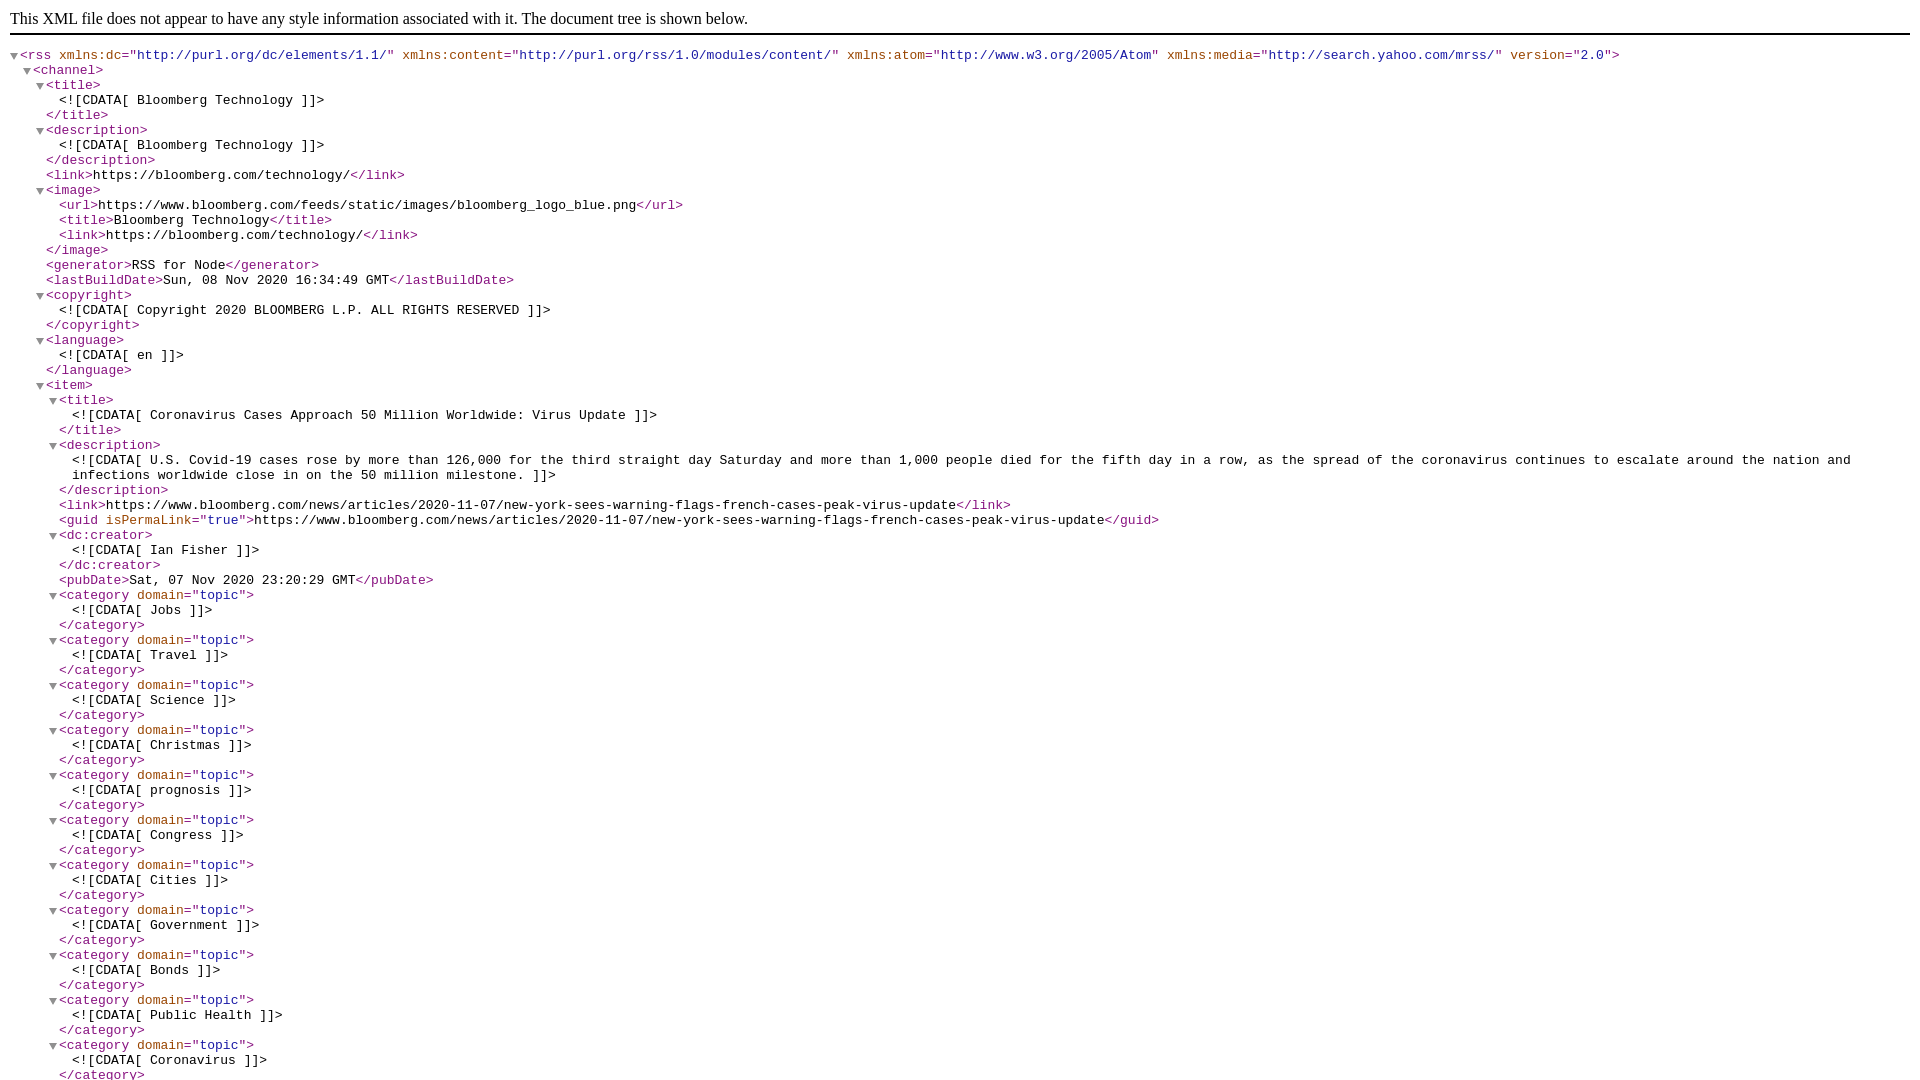 This XML file does not appear to have any style information associated with it. The document tree is shown below.
<rss xmlns:dc="http://purl.org/dc/elements/1.1/" xmlns:content="http://purl.org/rss/1.0/modules/content/" xmlns:atom="http://www.w3.org/2005/Atom" xmlns:media="http://search.yahoo.com/mrss/" version="2.0">
<channel>
<title>
<![CDATA[ Bloomberg Technology ]]>
</title>
<description>
<![CDATA[ Bloomberg Technology ]]>
</description>
<link>https://bloomberg.com/technology/</link>
<image>
<url>https://www.bloomberg.com/feeds/static/images/bloomberg_logo_blue.png</url>
<title>Bloomberg Technology</title>
<link>https://bloomberg.com/technology/</link>
</image>
<generator>RSS for Node</generator>
<lastBuildDate>Sun, 08 Nov 2020 16:34:49 GMT</lastBuildDate>
<copyright>
<![CDATA[ Copyright 2020 BLOOMBERG L.P. ALL RIGHTS RESERVED ]]>
</copyright>
<language>
<![CDATA[ en ]]>
</language>
<item>
<title>
<![CDATA[ Coronavirus Cases Approach 50 Million Worldwide: Virus Update ]]>
</title>
<description>
<![CDATA[ U.S. Covid-19 cases rose by more than 126,000 for the third straight day Saturday and more than 1,000 people died for the fifth day in a row, as the spread of the coronavirus continues to escalate around the nation and
infections worldwide close in on the 50 million milestone. ]]>
</description>
<link>https://www.bloomberg.com/news/articles/2020-11-07/new-york-sees-warning-flags-french-cases-peak-virus-update</link>
<guid isPermaLink="true">https://www.bloomberg.com/news/articles/2020-11-07/new-york-sees-warning-flags-french-cases-peak-virus-update</guid>
<dc:creator>
<![CDATA[ Ian Fisher ]]>
</dc:creator>
<pubDate>Sat, 07 Nov 2020 23:20:29 GMT</pubDate>
<category domain="topic">
<![CDATA[ Jobs ]]>
</category>
<category domain="topic">
<![CDATA[ Travel ]]>
</category>
<category domain="topic">
<![CDATA[ Science ]]>
</category>
<category domain="topic">
<![CDATA[ Christmas ]]>
</category>
<category domain="topic">
<![CDATA[ prognosis ]]>
</category>
<category domain="topic">
<![CDATA[ Congress ]]>
</category>
<category domain="topic">
<![CDATA[ Cities ]]>
</category>
<category domain="topic">
<![CDATA[ Government ]]>
</category>
<category domain="topic">
<![CDATA[ Bonds ]]>
</category>
<category domain="topic">
<![CDATA[ Public Health ]]>
</category>
<category domain="topic">
<![CDATA[ Coronavirus ]]>
</category>